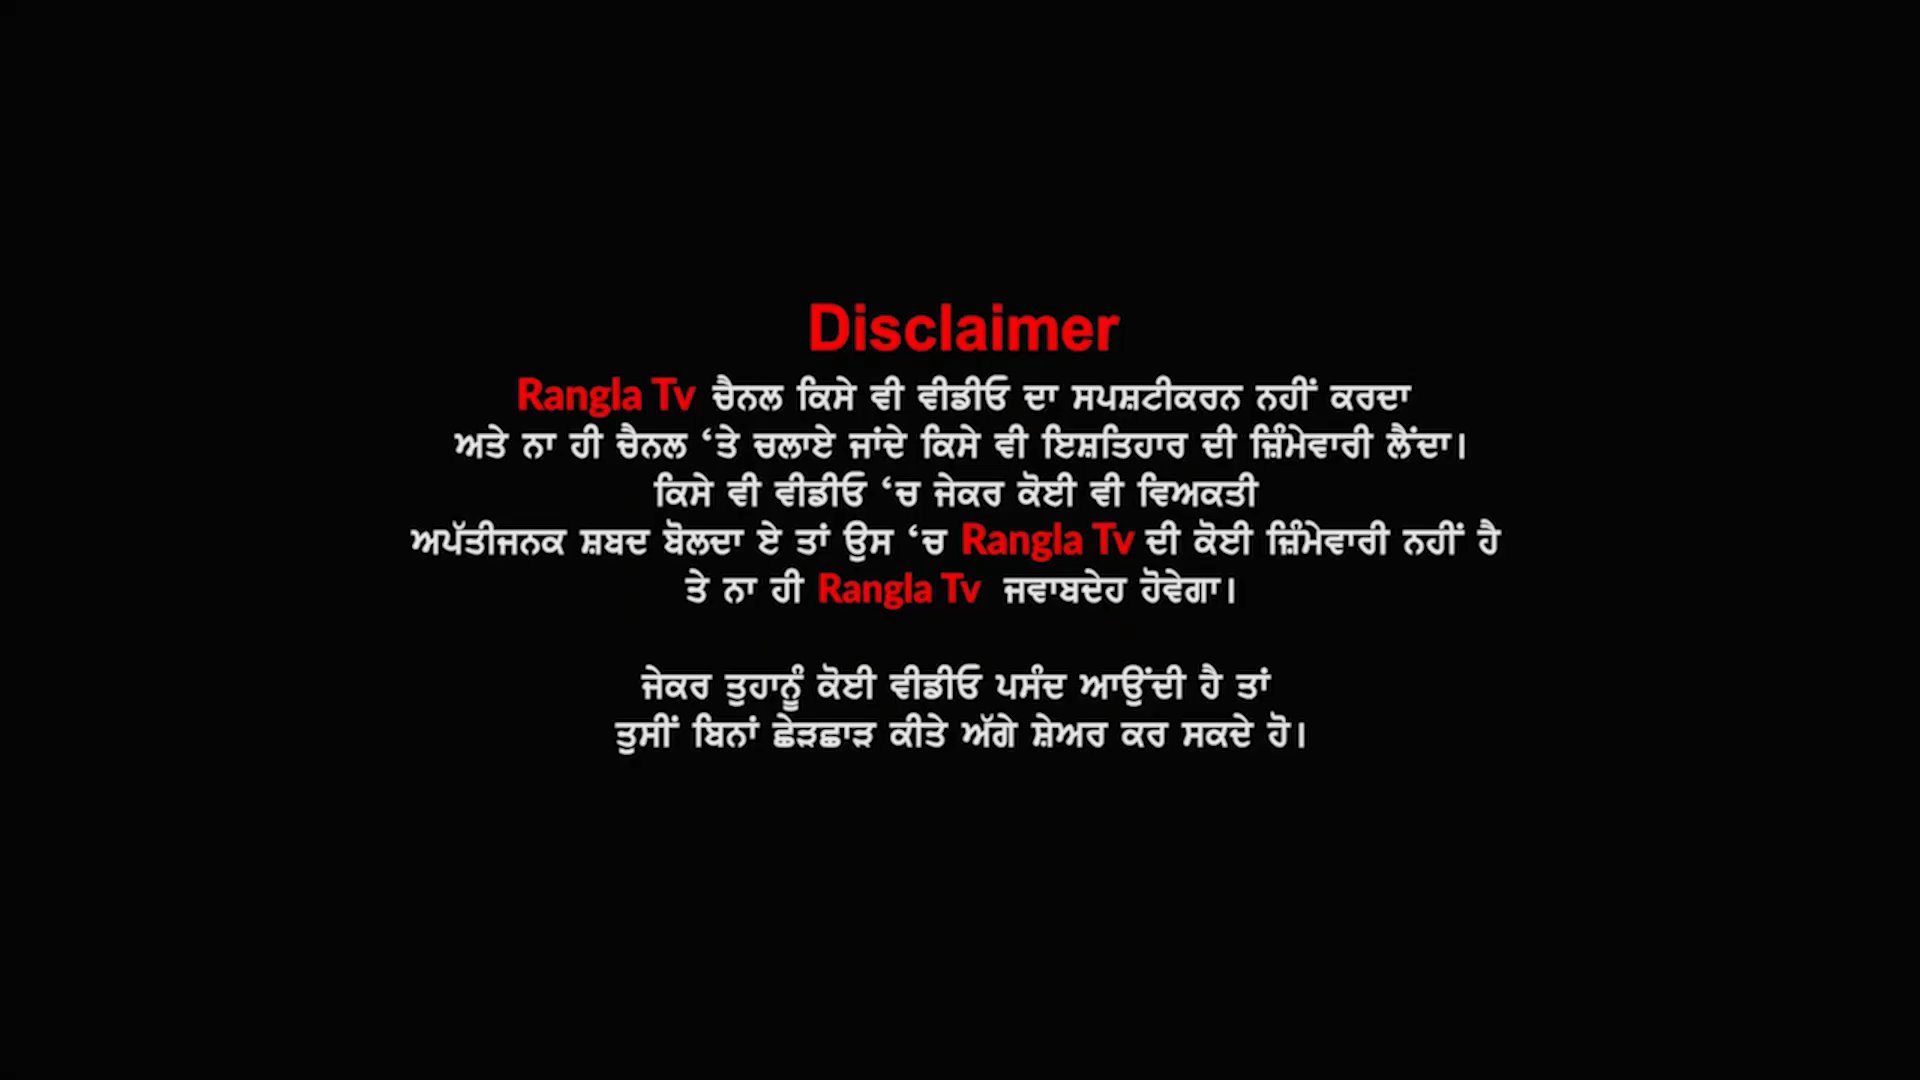 Disclaimer
Rangla Tv ਚੈਨਲ ਕਿਸੇ ਵੀ ਵੀਡੀਓ ਦਾ ਸਪਸ਼ਟੀਕਰਨ ਨਹੀਂ ਕਰਦਾ
ਅਤੇ ਨਾ ਹੀ ਚੈਨਲ ‘ਤੇ ਚਲਾਏ ਜਾਂਦੇ ਕਿਸੇ ਵੀ ਇਸ਼ਤਿਹਾਰ ਦੀ ਜ਼ਿੰਮੇਵਾਰੀ ਲੈਂਦਾ।
ਕਿਸੇ ਵੀ ਵੀਡੀਓ ‘ਚ ਜੇਕਰ ਕੋਈ ਵੀ ਵਿਅਕਤੀ
ਅਪੱਤੀਜਨਕ ਸ਼ਬਦ ਬੋਲਦਾ ਏ ਤਾਂ ਉਸ ‘ਚ Rangla Tv ਦੀ ਕੋਈ ਜ਼ਿੰਮੇਵਾਰੀ ਨਹੀਂ ਹੈ
ਤੇ ਨਾ ਹੀ Rangla Tv ਜਵਾਬਦੇਹ ਹੋਵੇਗਾ।
ਜੇਕਰ ਤੁਹਾਨੂੰ ਕੋਈ ਵੀਡੀਓ ਪਸੰਦ ਆਉਂਦੀ ਹੈ ਤਾਂ
ਤੁਸੀਂ ਬਿਨਾਂ ਛੇੜਛਾੜ ਕੀਤੇ ਅੱਗੇ ਸ਼ੇਅਰ ਕਰ ਸਕਦੇ ਹੋ।